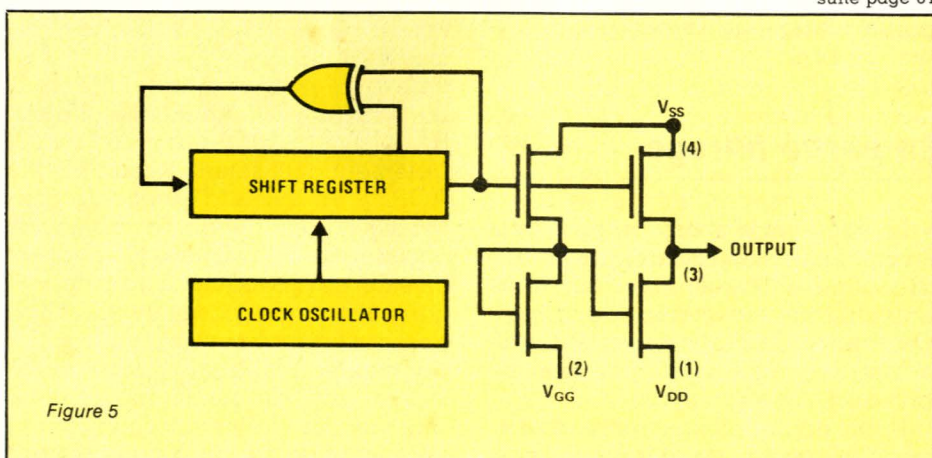 VSS
(4)
SHIFT REGISTER
OUTPUT
(3)
CLOCK OSCILLATOR
(2)
(1)
VGG
VDD
Figure 5